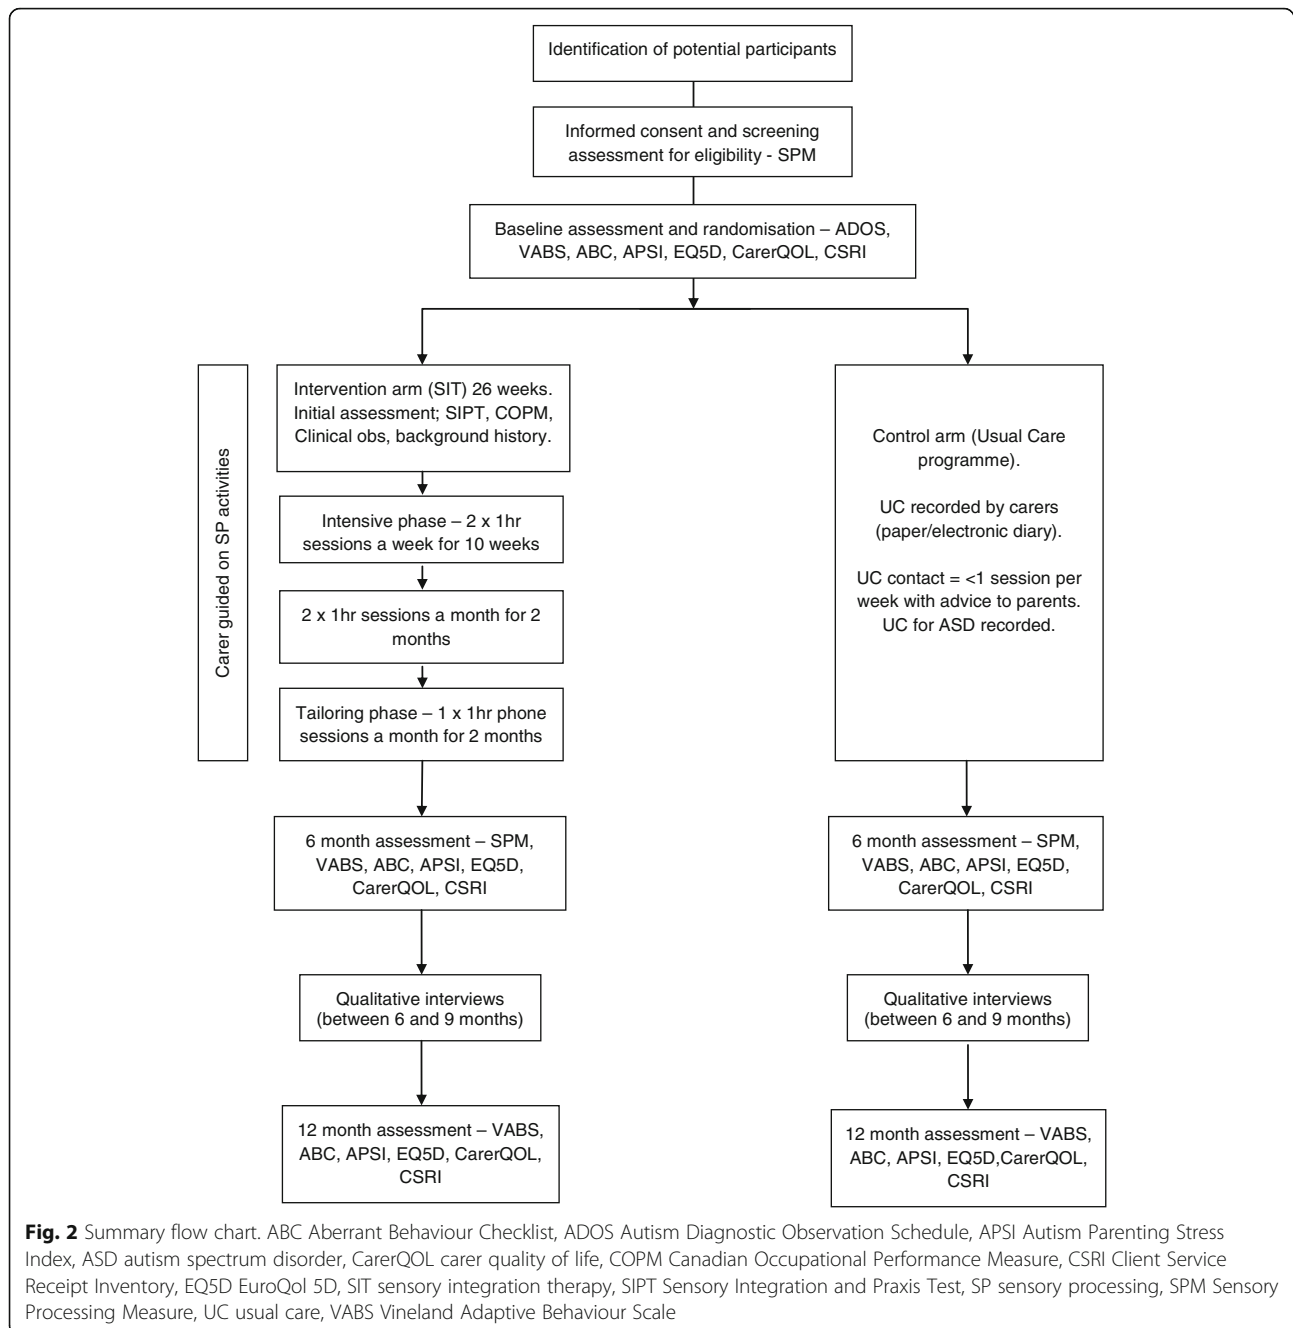 Identification of potential participants
Informed consent and screening
assessment for eligibility - SPM
Baseline assessment and randomisation – ADOS,
VABS, ABC, APSI, EQ5D, CarerQOL, CSRI
Carer guided on SP activities
Intervention arm (SIT) 26 weeks.
Initial assessment; SIPT, COPM,
Clinical obs, background history.
Intensive phase – 2 x 1hr
sessions a week for 10 weeks
2 x 1hr sessions a month for 2
months
Tailoring phase – 1 x 1hr phone
sessions a month for 2 months
6 month assessment – SPM,
VABS, ABC, APSI, EQ5D,
CarerQOL, CSRI
Qualitative interviews
(between 6 and 9 months)
12 month assessment – VABS,
ABC, APSI, EQ5D, CarerQOL,
CSRI
Control arm (Usual Care
programme).
UC recorded by carers
(paper/electronic diary).
UC contact = <1 session per
week with advice to parents.
UC for ASD recorded.
6 month assessment – SPM,
VABS, ABC, APSI, EQ5D,
CarerQOL, CSRI
Qualitative interviews
(between 6 and 9 months)
12 month assessment – VABS,
ABC, APSI, EQ5D,CarerQOL,
CSRI
Fig. 2 Summary flow chart. ABC Aberrant Behaviour Checklist, ADOS Autism Diagnostic Observation Schedule, APSI Autism Parenting Stress
Index, ASD autism spectrum disorder, CarerQOL carer quality of life, COPM Canadian Occupational Performance Measure, CSRI Client Service
Receipt Inventory, EQ5D EuroQol 5D, SIT sensory integration therapy, SIPT Sensory Integration and Praxis Test, SP sensory processing, SPM Sensory
Processing Measure, UC usual care, VABS Vineland Adaptive Behaviour Scale